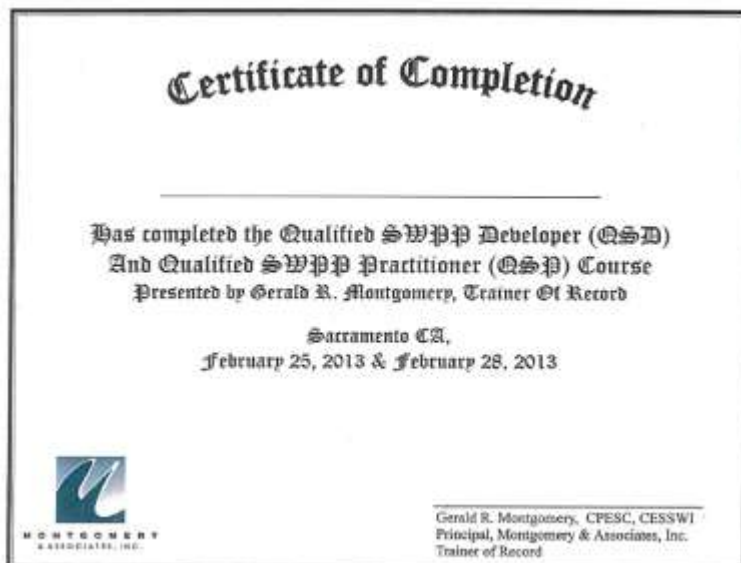 Certificate of Completion
Has completed the Qualified SWPP Developer (QSD)
And Qualified SWPP Practitioner (QSP) Course
Presented by Gerald R. Montgomery, Trainer Of Record
Sacramento CA,
February 25, 2013 & February 28, 2013
MONTGOMERY
& ASSOCIATES, INC.
Gerald R. Montgomery, CPESC, CESSWI
Principal, Montgomery & Associates, Inc.
Trainer of Record